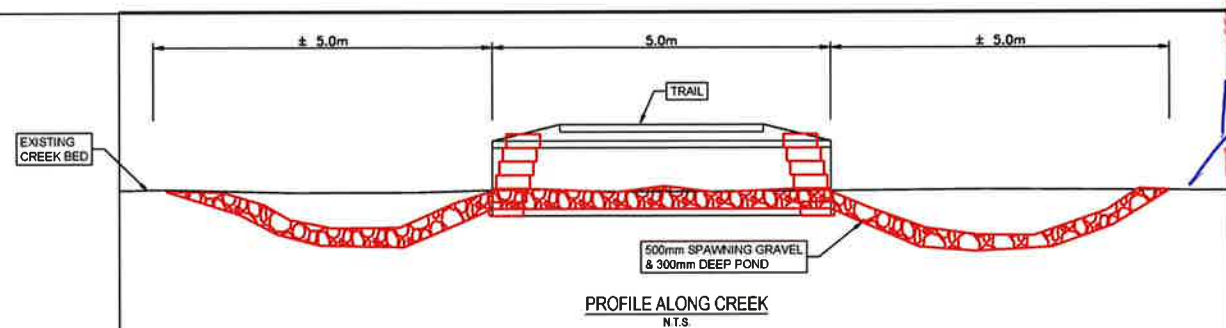 ± 5.0m
5.0m
± 5.0m
TRAIL
EXISTING
CREEK BED
500mm SPAWNING GRAVEL
& 300mm DEEP POND
PROFILE ALONG CREEK
N.T.S.